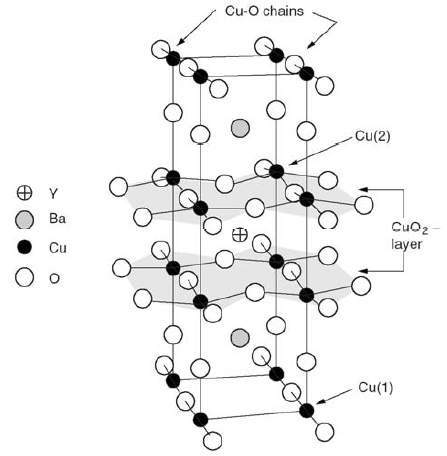 Cu-O chains
Cu(2)
Y
Ba
Cu
O
CuO2 –
layer
Cu(1)